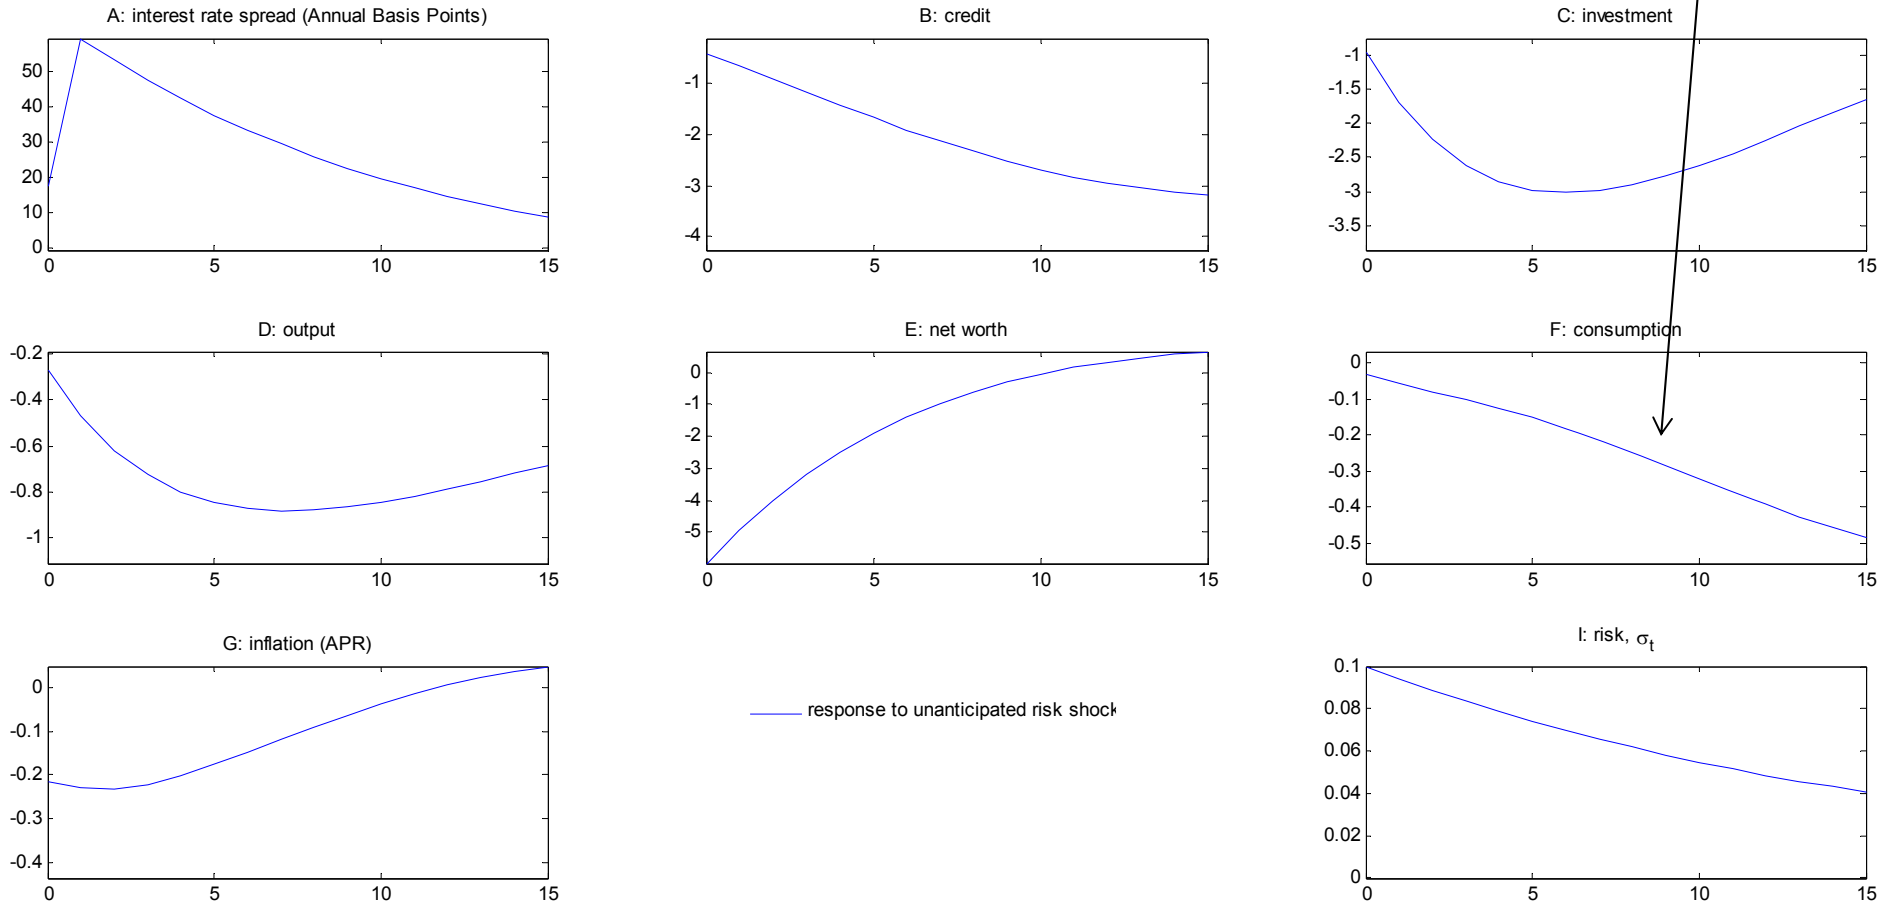 A: interest rate spread (Annual Basis Points)
50
40
30
20
10
0
0 5 10 15
B: credit
-1
-2
-3
-4
0 5 10 15
C: investment
-1
-1.5
-2
-2.5
-3
-3.5
0 5 10 15
D: output
-0.2
-0.4
-0.6
-0.8
-1
0 5 10 15
E: net worth
0
-1
-2
-3
-4
-5
0 5 10 15
F: consumption
0
-0.1
-0.2
-0.3
-0.4
-0.5
0 5 10 15
G: inflation (APR)
0
-0.1
-0.2
-0.3
-0.4
0 5 10 15
response to unanticipated risk shock
I: risk, σt
0.1
0.08
0.06
0.04
0.02
0
0 5 10 15